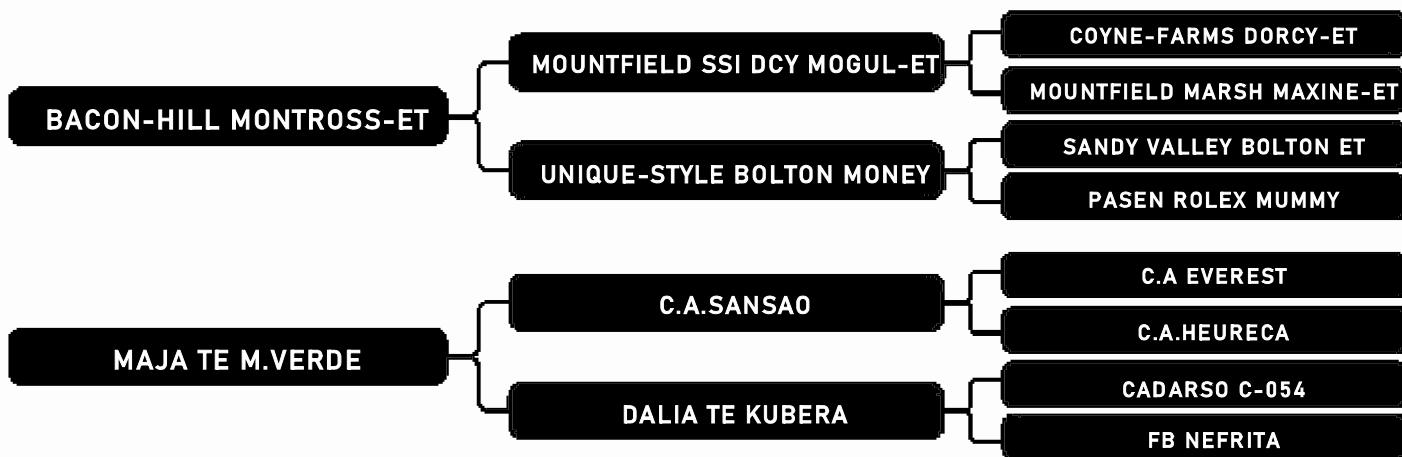 COYNE-FARMS DORCY-ET
MOUNTFIELD SSI DCY MOGUL-ET
MOUNTFIELD MARSH MAXINE-ET
BACON-HILL MONTROSS-ET
SANDY VALLEY BOLTON ET
UNIQUE-STYLE BOLTON MONEY
PASEN ROLEX MUMMY
C.A EVEREST
C.A.SANSAO
C.A.HEURECA
MAJA TE M.VERDE
CADARSO C-054
DALIA TE KUBERA
FB NEFRITA